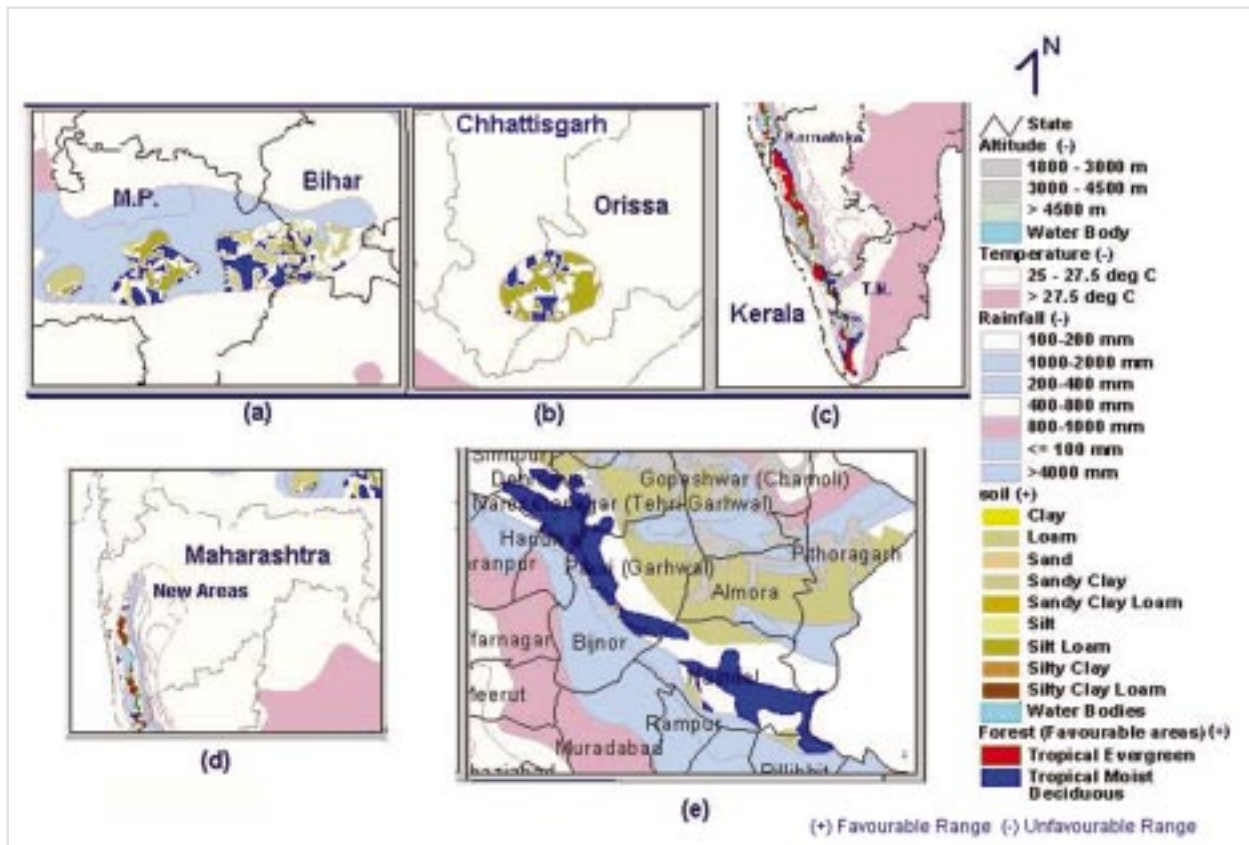 N
State
Altitude (-)
1800 - 3000 m
3000 - 4500 m
> 4500 m
Water Body
Temperature (-)
25 - 27.5 deg C
> 27.5 deg C
Rainfall (-)
100-200 mm
1000-2000 mm
200-400 mm
400-800 mm
800-1000 mm
<= 100 mm
>4000 mm
soil (+)
Clay
Loam
Sand
Sandy Clay
Sandy Clay Loam
Silt
Silt Loam
Silty Clay
Silty Clay Loam
Water Bodies
Forest (Favourable areas) (+)
Tropical Evergreen
Tropical Moist
Deciduous
M.P.
Bihar
(a)
Chhattisgarh
Orissa
(b)
Karnatoka
Kerala
(c)
Maharashtra
New Areas
(d)
Gopeshwar (Chamoli)
(Tehri-Garhwal)
Pithoragarh
(Garhwal)
Almora
Bijnor
Rampur
(e)
(+) Favourable Range (-) Unfavourable Range